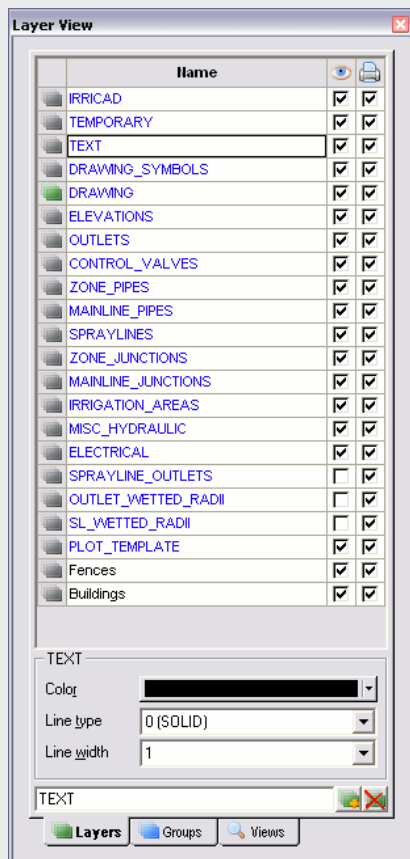 Layer View
Name
IRRICAD
TEMPORARY
TEXT
DRAWING_SYMBOLS
DRAWING
ELEVATIONS
OUTLETS
CONTROL_VALVES
ZONE_PIPES
MAINLINE_PIPES
SPRAYLINES
ZONE_JUNCTIONS
MAINLINE_JUNCTIONS
IRRIGATION_AREAS
MISC_HYDRAULIC
ELECTRICAL
SPRAYLINE_OUTLETS
OUTLET_WETTED_RADII
SL_WETTED_RADII
PLOT_TEMPLATE
Fences
Buildings
TEXT
Color
Line type 0 (SOLID)
Line width 1
TEXT
Layers Groups Views